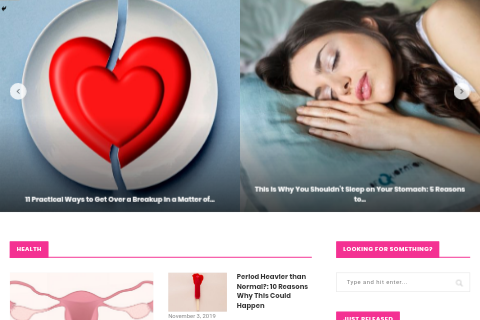 11 Practical Ways to Get Over a Breakup in a Matter of...
This Is Why You Shouldn't Sleep on Your Stomach: 5 Reasons
to...
HEALTH
LOOKING FOR SOMETHING?
Period Heavier than
Normal?: 10 Reasons
Why This Could
Happen
November 3, 2019
Type and hit enter...
JUST RELEASED